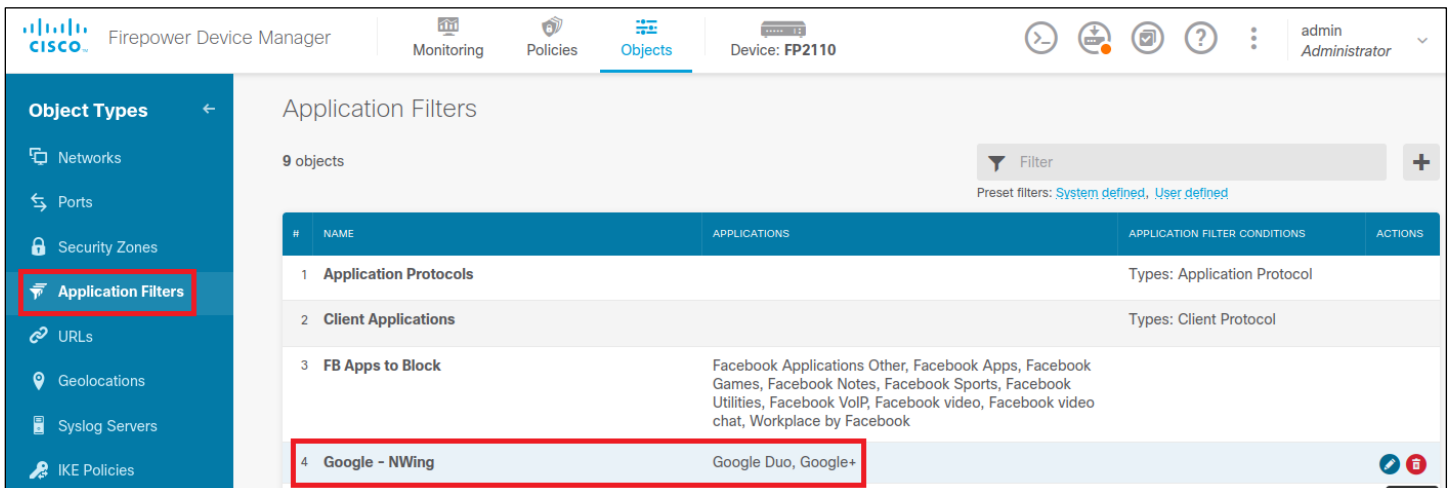 CISCO Firepower Device Manager
Monitoring
Policies
Objects
Device: FP2110
admin
Administrator
Object Types
Networks
Ports
Security Zones
Application Filters
URLs
Geolocations
Syslog Servers
IKE Policies
Application Filters
9 objects
Filter
Preset filters: System defined, User defined
# NAME APPLICATIONS APPLICATION FILTER CONDITIONS ACTIONS
1 Application Protocols Types: Application Protocol
2 Client Applications Types: Client Protocol
3 FB Apps to Block Facebook Applications Other, Facebook Apps, Facebook
Games, Facebook Notes, Facebook Sports, Facebook
Utilities, Facebook VoIP, Facebook video, Facebook video
chat, Workplace by Facebook
4 Google - NWing Google Duo, Google+